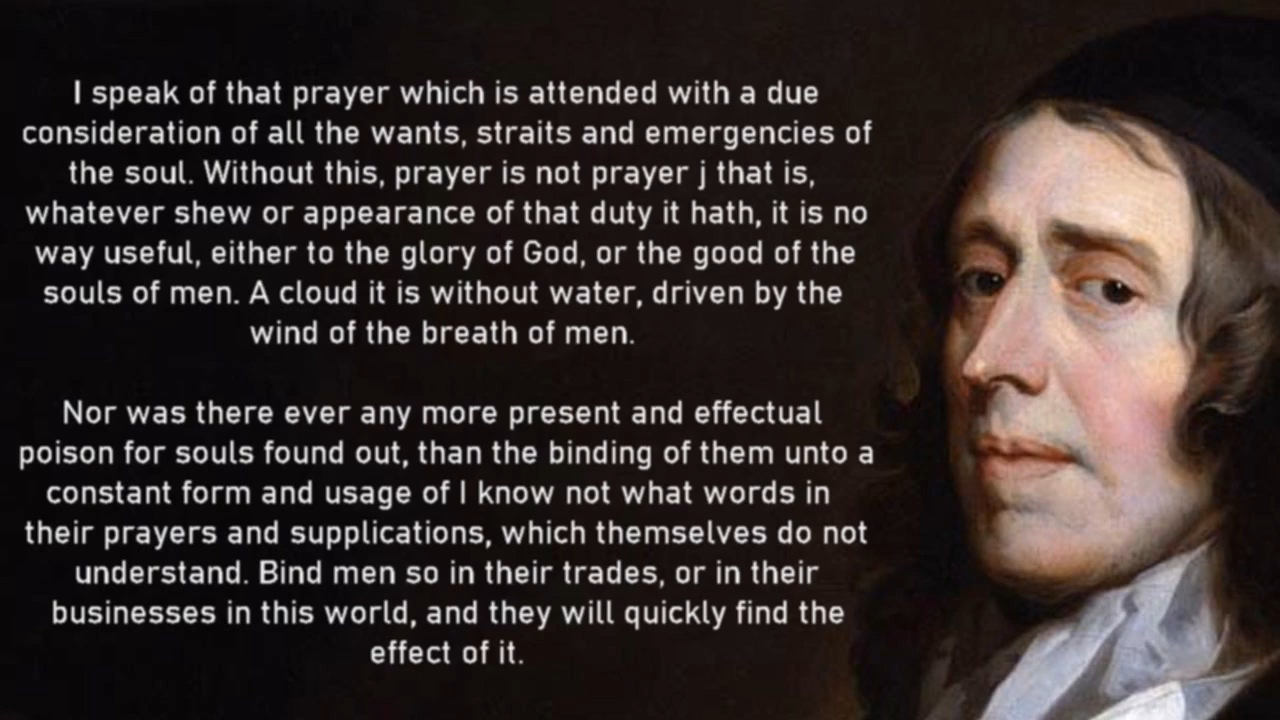 I speak of that prayer which is attended with a due
consideration of all the wants, straits and emergencies of
the soul. Without this, prayer is not prayer j that is,
whatever shew or appearance of that duty it hath, it is no
way useful, either to the glory of God, or the good of the
souls of men. A cloud it is without water, driven by the
wind of the breath of men.
Nor was there ever any more present and effectual
poison for souls found out, than the binding of them unto a
constant form and usage of I know not what words in
their prayers and supplications, which themselves do not
understand. Bind men so in their trades, or in their
businesses in this world, and they will quickly find the
effect of it.